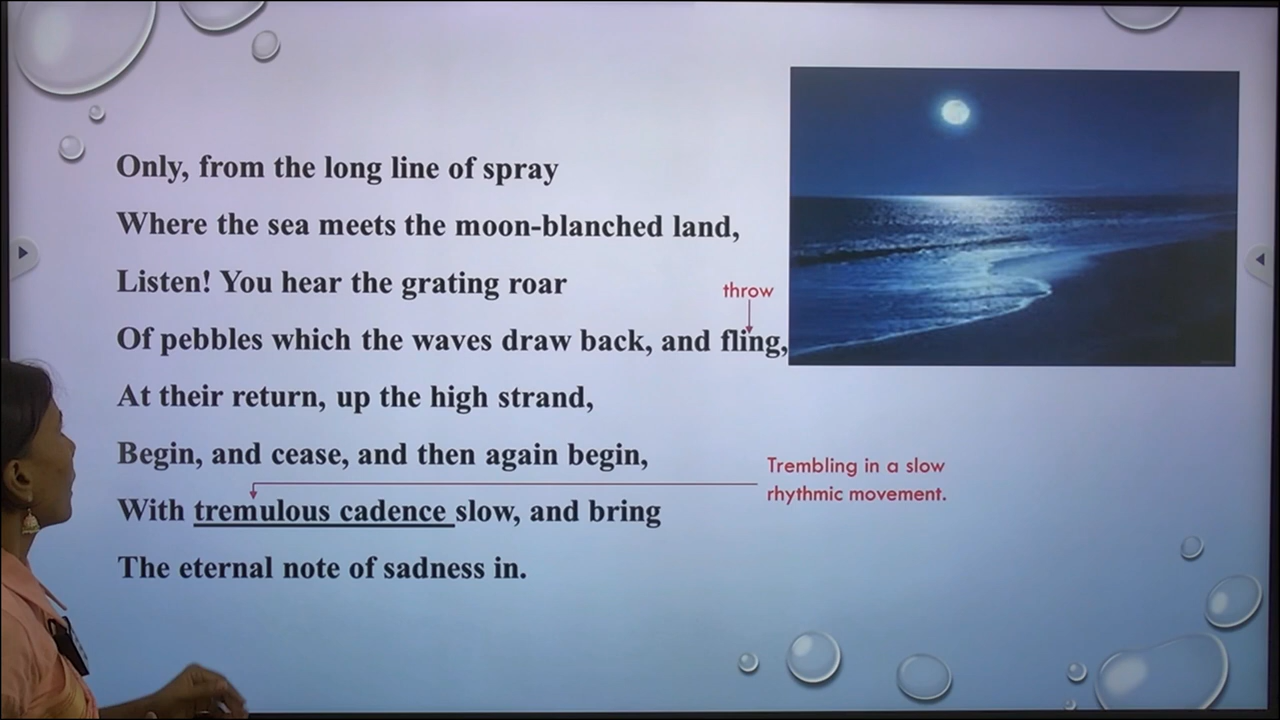 Only, from the long line of spray
Where the sea meets the moon-blanched land,
Listen! You hear the grating roar
throw
Of pebbles which the waves draw back, and fling,
At their return, up the high strand,
Begin, and cease, and then again begin,
Trembling in a slow
rhythmic movement.
With tremulous cadence slow, and bring
The eternal note of sadness in.